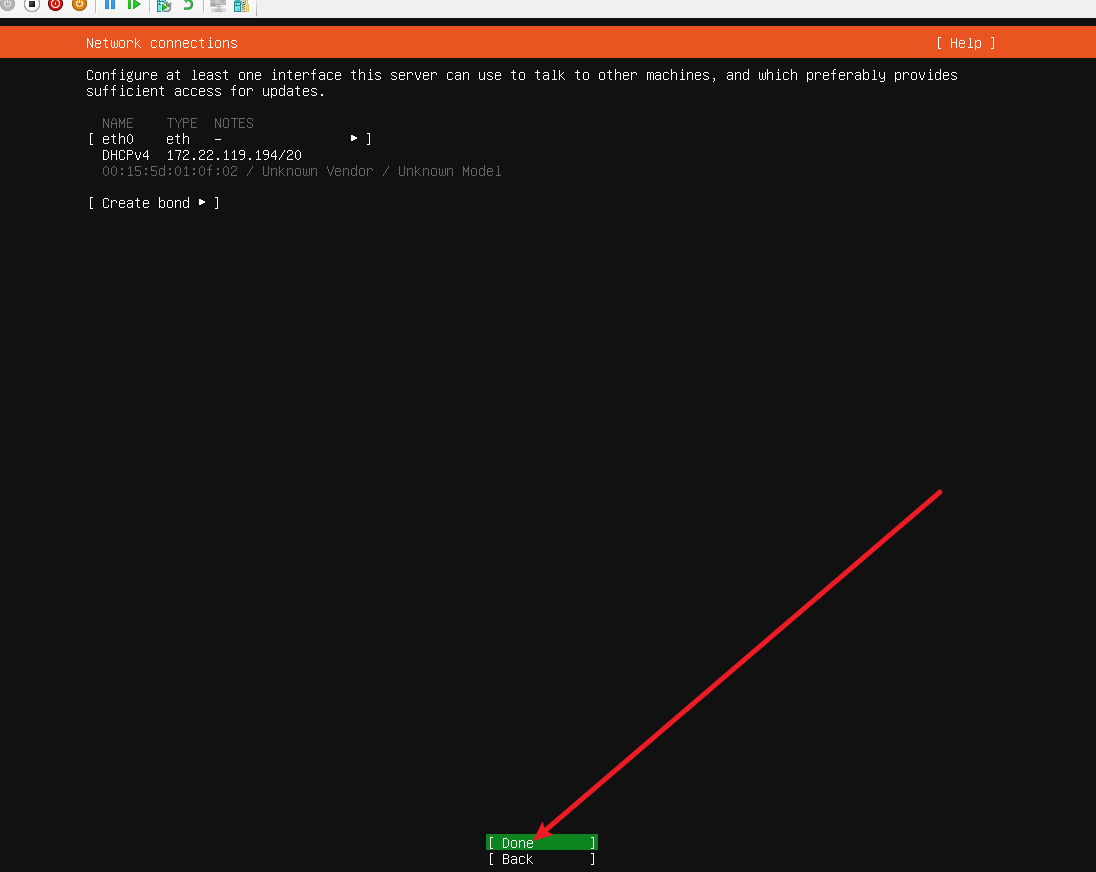 Network connections [ Help ]
Configure at least one interface this server can use to talk to other machines, and which preferably provides
sufficient access for updates.
NAME TYPE NOTES
[ eth0 eth - ▸ ]
DHCPv4 172.22.119.194/20
00:15:5d:01:0f:02 / Unknown Vendor / Unknown Model
[ Create bond ▸ ]
[ Done ]
[ Back ]